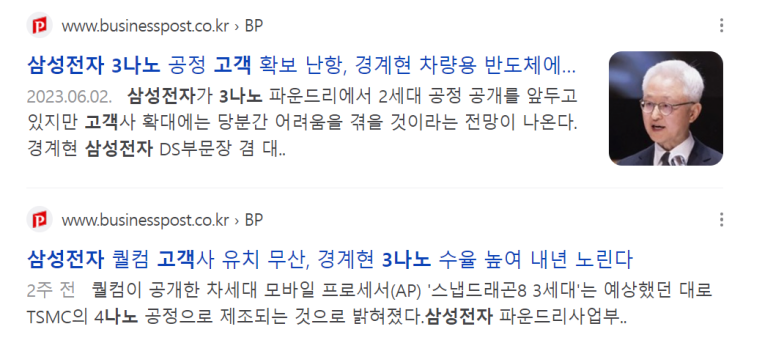 www.businesspost.co.kr › BP
삼성전자 3나노 공정 고객 확보 난항, 경계현 차량용 반도체에...
2023.06.02. 삼성전자가 3나노 파운드리에서 2세대 공정 공개를 앞두고
있지만 고객사 확대에는 당분간 어려움을 겪을 것이라는 전망이 나온다.
경계현 삼성전자 DS부문장 겸 대..
www.businesspost.co.kr › BP
삼성전자 퀄컴 고객사 유치 무산, 경계현 3나노 수율 높여 내년 노린다
2주 전 퀄컴이 공개한 차세대 모바일 프로세서(AP) '스냅드래곤8 3세대'는 예상했던 대로
TSMC의 4나노 공정으로 제조되는 것으로 밝혀졌다.삼성전자 파운드리사업부..